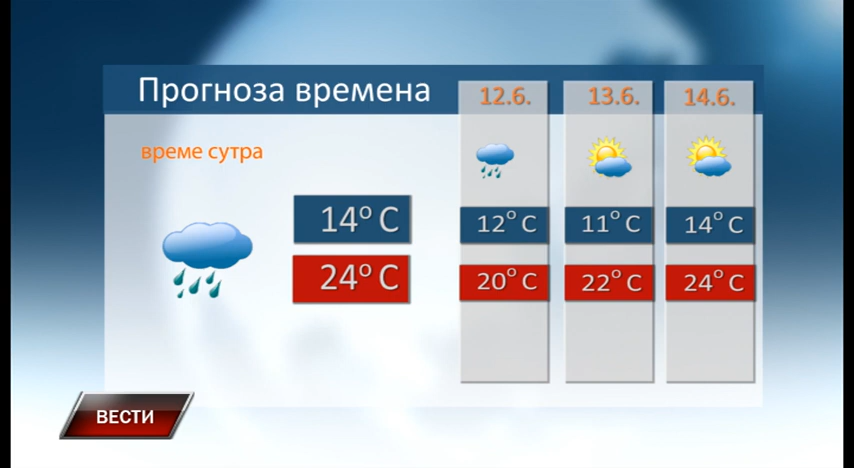 Прогноза времена
време сутра
14° C
24° C
12.6.
12° C
20° C
13.6.
11° C
22° C
14.6.
14° C
24° C
ВЕСТИ